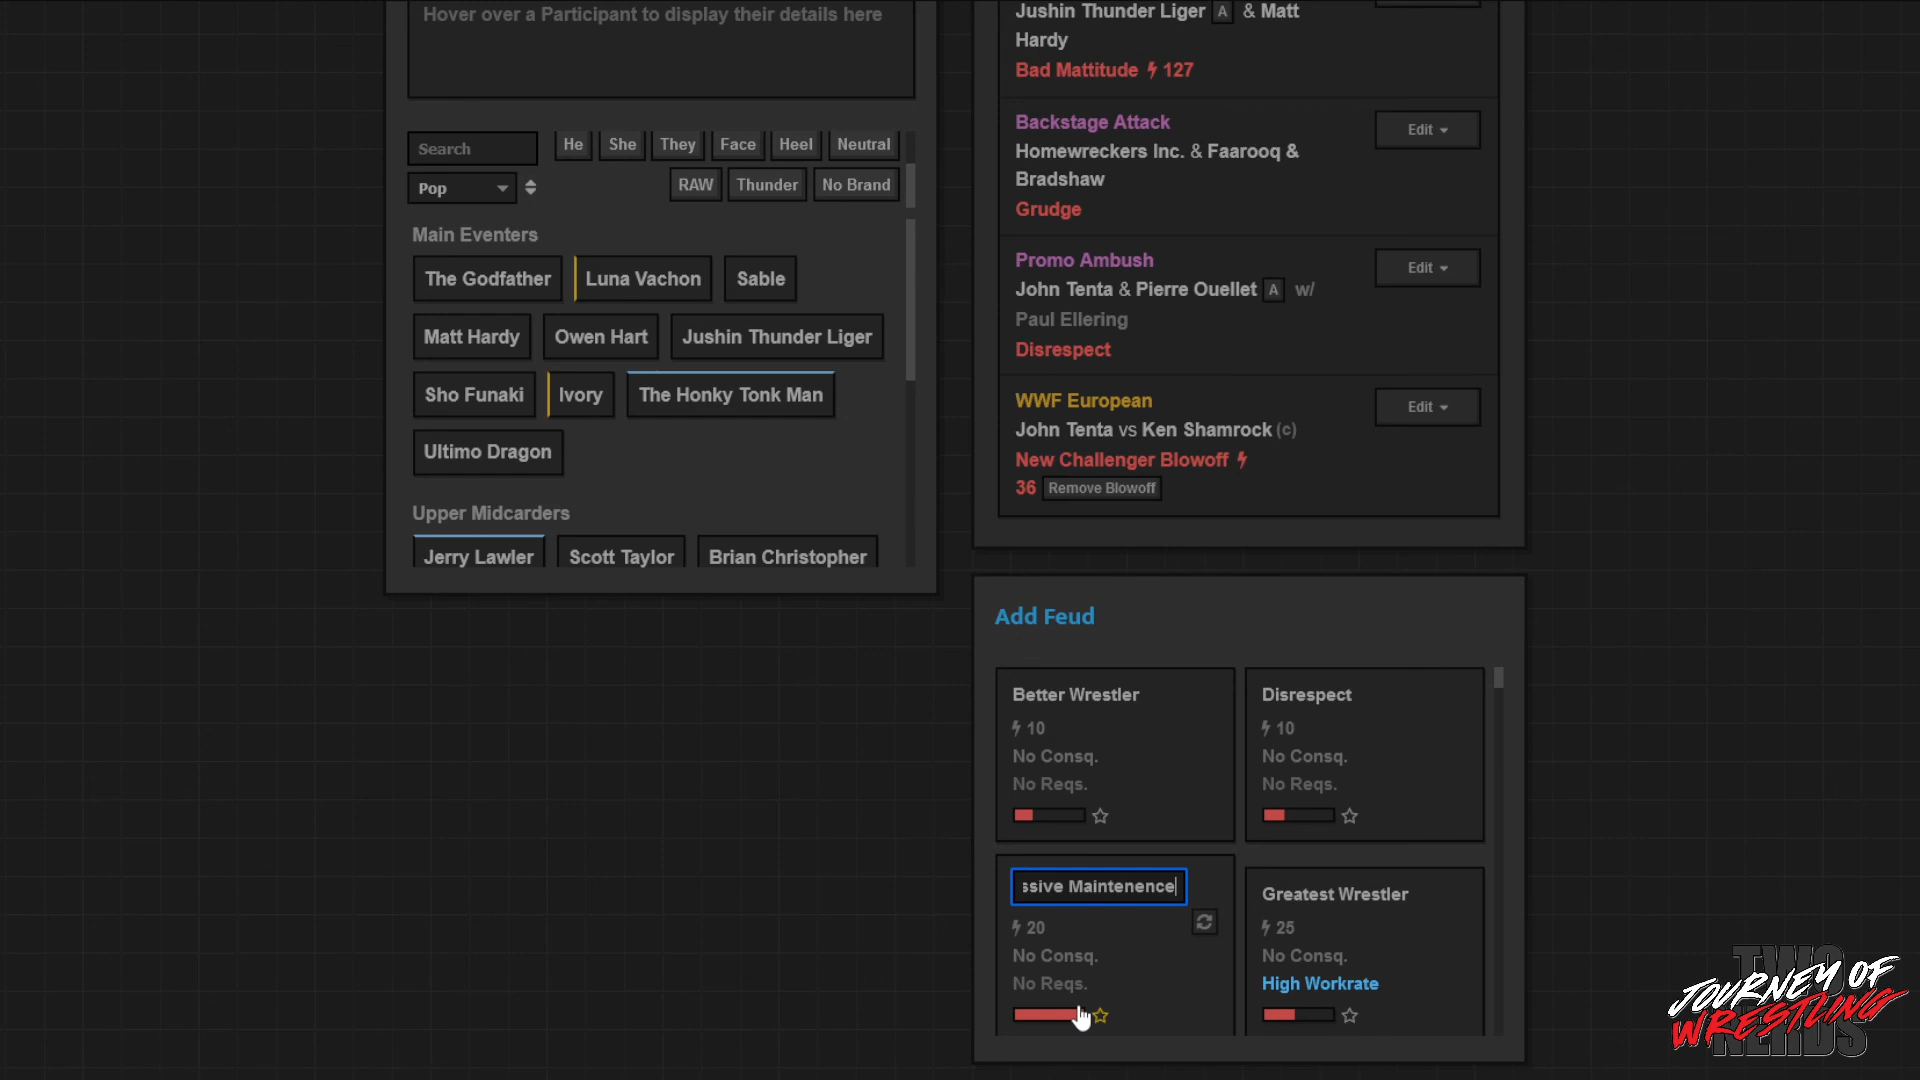 Hover over a Participant to display their details here
Search
He
She
They
Face
Heel
Neutral
Pop
RAW
Thunder
No Brand
Main Eventers
The Godfather
Luna Vachon
Sable
Matt Hardy
Owen Hart
Jushin Thunder Liger
Sho Funaki
Ivory
The Honky Tonk Man
Ultimo Dragon
Upper Midcarders
Jerry Lawler
Scott Taylor
Brian Christopher
Jushin Thunder Liger A & Matt
Hardy
Bad Mattitude 127
Backstage Attack
Edit
Homewreckers Inc. & Faarooq &
Bradshaw
Grudge
Promo Ambush
Edit
John Tenta & Pierre Ouellet A w/
Paul Ellering
Disrespect
WWF European
Edit
John Tenta vs Ken Shamrock (c)
New Challenger Blowoff
36 Remove Blowoff
Add Feud
Better Wrestler
10
No Consq.
No Reqs.
Disrespect
10
No Consq.
No Reqs.
ssive Maintenence
20
No Consq.
No Reqs.
Greatest Wrestler
25
No Consq.
High Workrate
TWO
JOURNEY OF
WRESTLING
NERDS